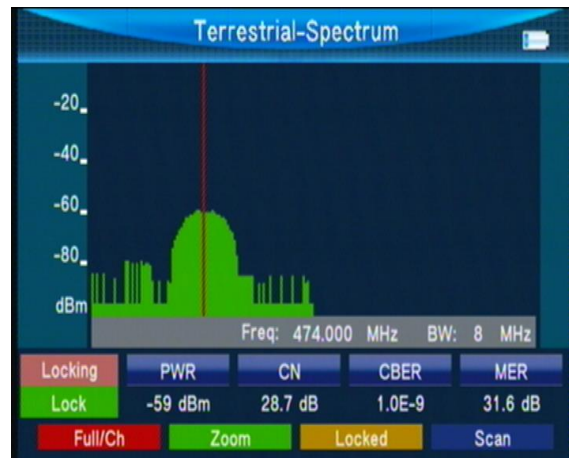 Terrestrial-Spectrum
-20
-40
-60
-80
dBm
Freq: 474.000 MHz BW: 8 MHz
Locking PWR CN CBER MER
Lock -59 dBm 28.7 dB 1.0E-9 31.6 dB
Full/Ch Zoom Locked Scan